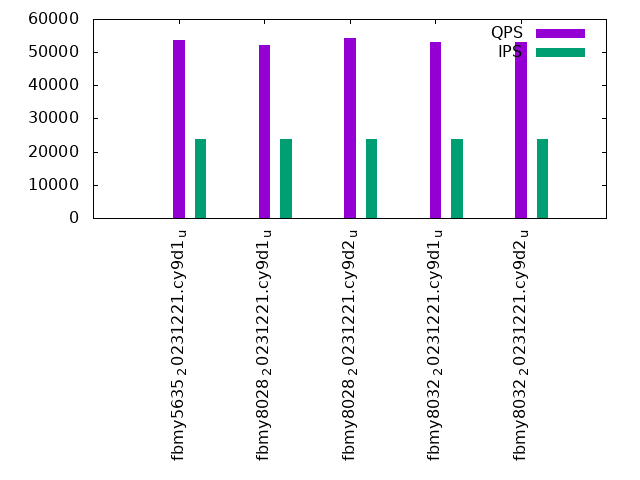 60000
50000
40000
30000
20000
10000
0
QPS
IPS
fbmy5635₂0231221.cy9d1ᵤ
fbmy8028₂0231221.cy9d1ᵤ
fbmy8028₂0231221.cy9d2ᵤ
fbmy8032₂0231221.cy9d1ᵤ
fbmy8032₂0231221.cy9d2ᵤ